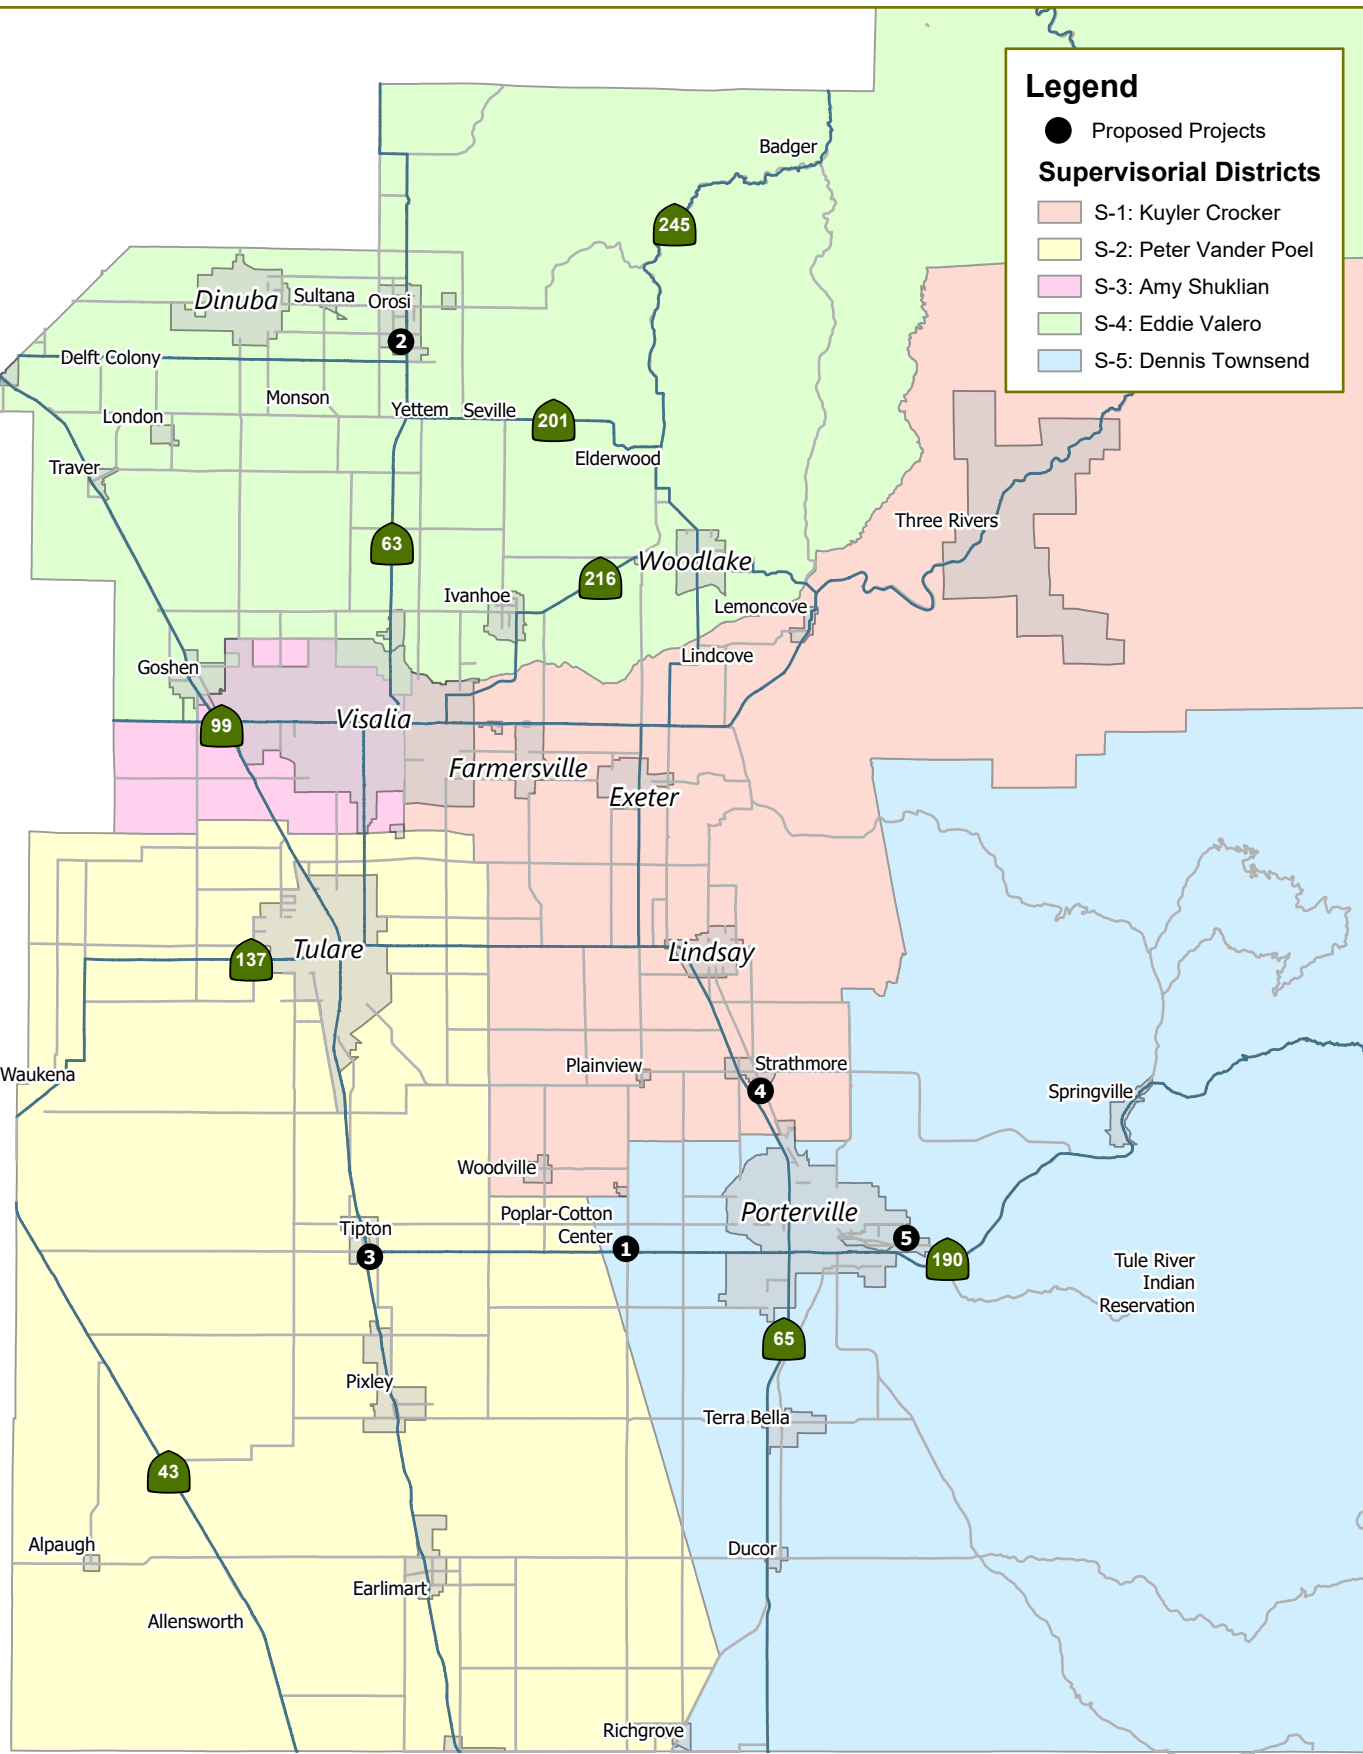 Legend
Proposed Projects
Supervisorial Districts
S-1: Kuyler Crocker
S-2: Peter Vander Poel
S-3: Amy Shuklian
S-4: Eddie Valero
S-5: Dennis Townsend
Badger
245
Dinuba
Sultana
Orosi
2
Delft Colony
Monson
London
Yettem
Seville
201
Elderwood
Traver
Three Rivers
63
Woodlake
216
Ivanhoe
Lemoncove
Lindcove
Goshen
Visalia
99
Farmersville
Exeter
Tulare
137
Lindsay
Plainview
Strathmore
4
Waukena
Springville
Woodville
Poplar-Cotton
Center
1
Porterville
Tipton
3
5
190
Tule River
Indian
Reservation
65
Pixley
Terra Bella
43
Alpaugh
Ducor
Earlimart
Allensworth
Richgrove